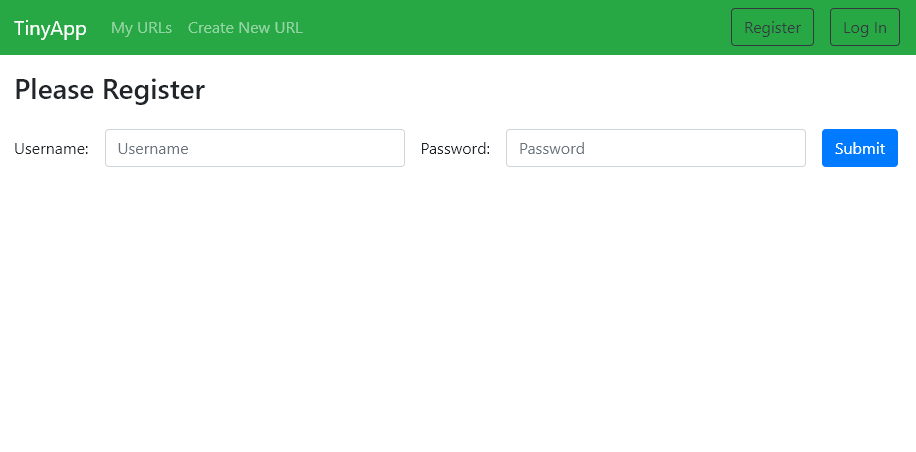 TinyApp My URLs Create New URL Register Log In
Please Register
Username: Username Password: Password Submit